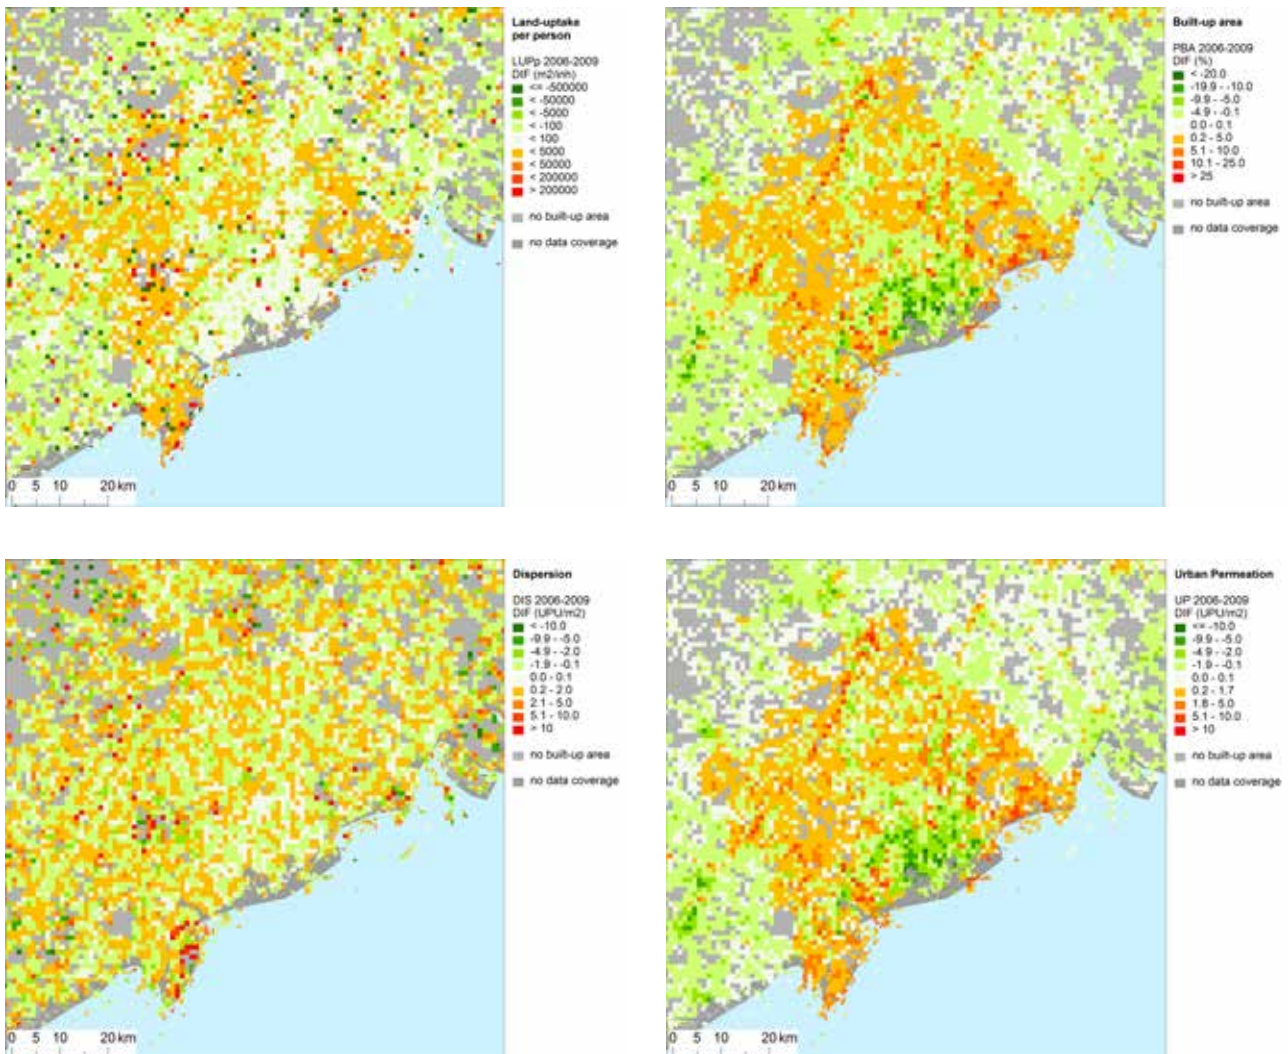 Land-uptake
per person
LUPp 2006-2009
DIF (m2/inh)
<= -500000
< -50000
< -5000
< -100
< 100
< 5000
< 50000
< 200000
> 200000
no built-up area
no data coverage
0 5 10 20 km
Built-up area
PBA 2006-2009
DIF (%)
< -20.0
-19.9 - -10.0
-9.9 - -5.0
-4.9 - -0.1
0.0 - 0.1
0.2 - 5.0
5.1 - 10.0
10.1 - 25.0
> 25
no built-up area
no data coverage
0 5 10 20 km
Dispersion
DIS 2006-2009
DIF (UPU/m2)
< -10.0
-9.9 - -5.0
-4.9 - -2.0
-1.9 - -0.1
0.0 - 0.1
0.2 - 2.0
2.1 - 5.0
5.1 - 10.0
> 10
no built-up area
no data coverage
0 5 10 20 km
Urban Permeation
UP 2006-2009
DIF (UPU/m2)
<= -10.0
-9.9 - -5.0
-4.9 - -2.0
-1.9 - -0.1
0.0 - 0.1
0.2 - 1.7
1.8 - 5.0
5.1 - 10.0
> 10
no built-up area
no data coverage
0 5 10 20 km